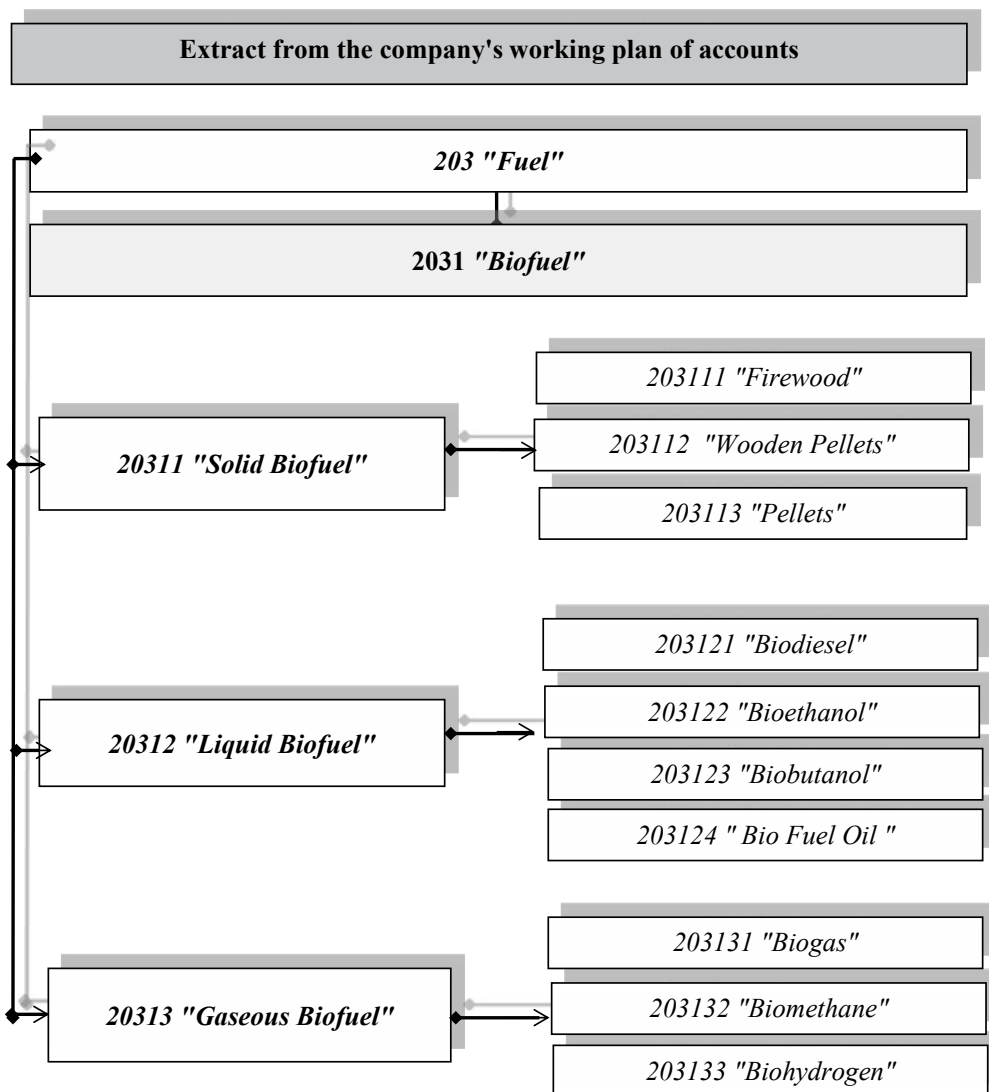 Extract from the company's working plan of accounts
203 "Fuel"
2031 "Biofuel"
20311 "Solid Biofuel"
203111 "Firewood"
203112 "Wooden Pellets"
203113 "Pellets"
20312 "Liquid Biofuel"
203121 "Biodiesel"
203122 "Bioethanol"
203123 "Biobutanol"
203124 " Bio Fuel Oil "
20313 "Gaseous Biofuel"
203131 "Biogas"
203132 "Biomethane"
203133 "Biohydrogen"